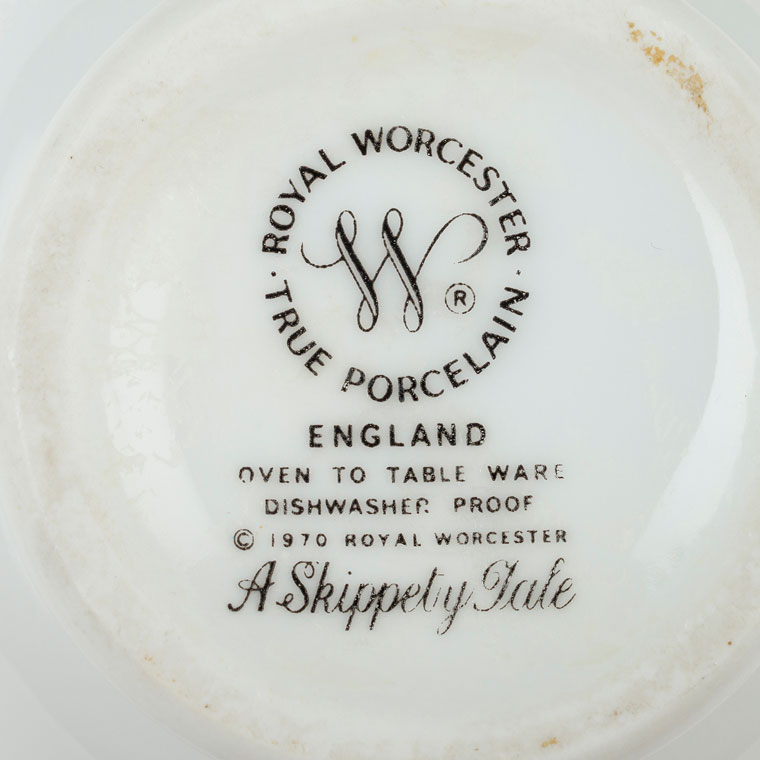 ROYAL WORCESTER
W ®
· TRUE PORCELAIN ·
ENGLAND
OVEN TO TABLE WARE
DISHWASHER PROOF
© 1970 ROYAL WORCESTER
A Skippety Tale